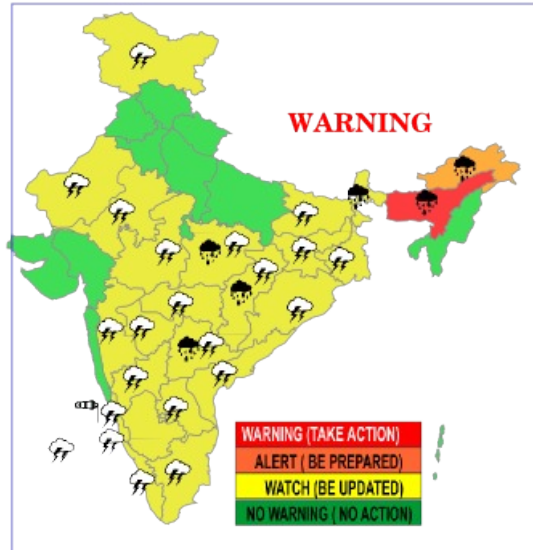 WARNING
WARNING (TAKE ACTION)
ALERT ( BE PREPARED)
WATCH (BE UPDATED)
NO WARNING ( NO ACTION)